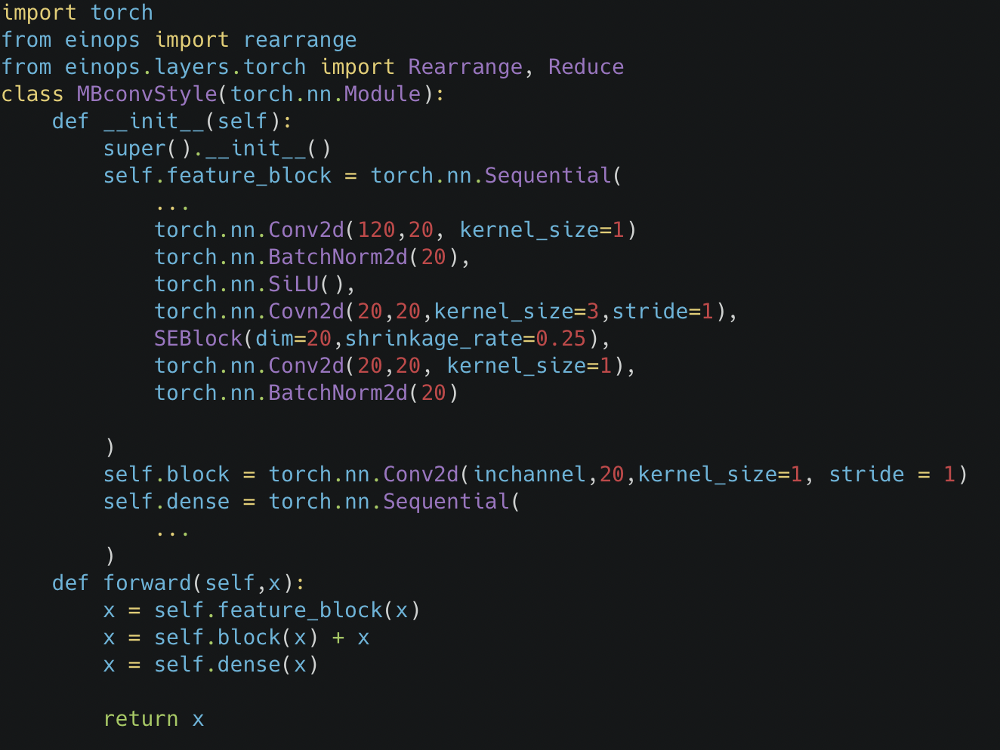 import torch
from einops import rearrange
from einops.layers.torch import Rearrange, Reduce
class MBconvStyle(torch.nn.Module):
    def __init__(self):
        super().__init__()
        self.feature_block = torch.nn.Sequential(
            ...
            torch.nn.Conv2d(120,20, kernel_size=1)
            torch.nn.BatchNorm2d(20),
            torch.nn.SiLU(),
            torch.nn.Covn2d(20,20,kernel_size=3,stride=1),
            SEBlock(dim=20,shrinkage_rate=0.25),
            torch.nn.Conv2d(20,20, kernel_size=1),
            torch.nn.BatchNorm2d(20)

        )
        self.block = torch.nn.Conv2d(inchannel,20,kernel_size=1, stride = 1)
        self.dense = torch.nn.Sequential(
            ...
        )
    def forward(self,x):
        x = self.feature_block(x)
        x = self.block(x) + x
        x = self.dense(x)

        return x